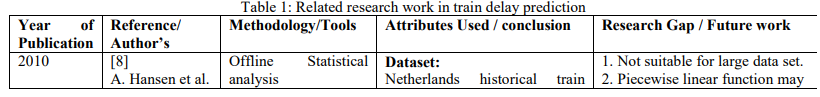 Table 1: Related research work in train delay prediction
Year of Publication Reference/ Author's Methodology/Tools Attributes Used / conclusion Research Gap / Future work
2010 [8] Offline Statistical Dataset: 1. Not suitable for large data set.
A. Hansen et al. analysis Netherlands historical train 2. Piecewise linear function may